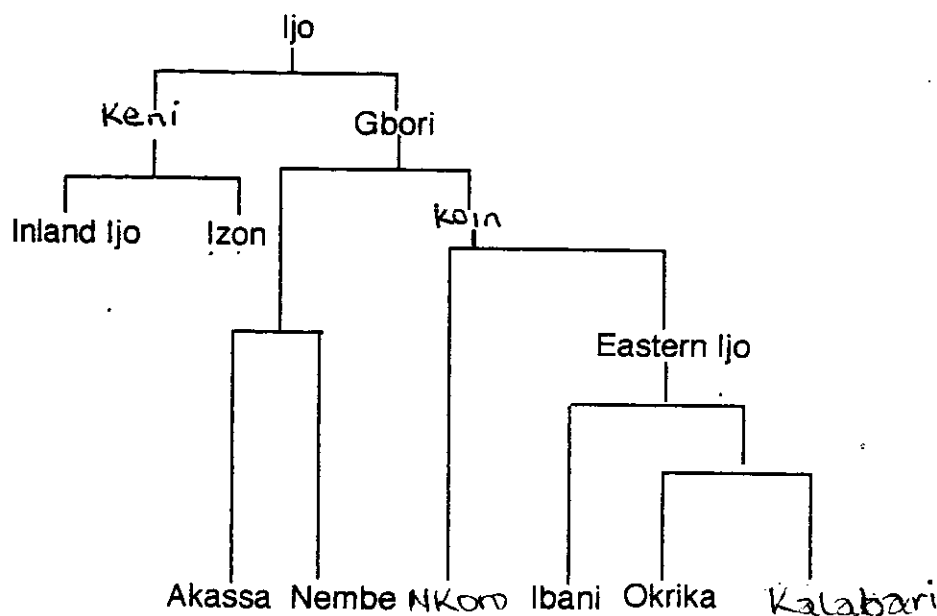 Ijo
Keni Gbori
Inland Ijo Izon Koin
Eastern Ijo
Akassa Nembe NKoro Ibani Okrika Kalabari